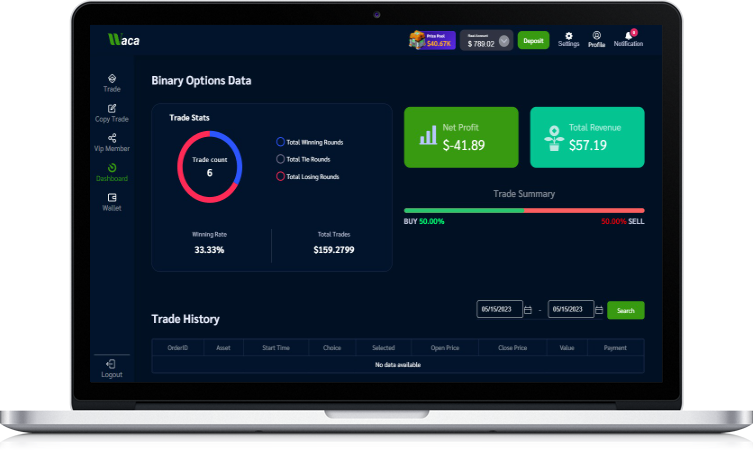 Waca
Price Pool
$40.67K
$ 789.02
Deposit
Settings
Profile
Notification
Trade
Copy Trade
Vip Member
Dashboard
Wallet
Logout
Binary Options Data
Trade Stats
Trade count
6
Total Winning Rounds
Total Tie Rounds
Total Losing Rounds
Winning Rate
33.33%
Total Trades
$159.2799
Net Profit
$-41.89
Total Revenue
$57.19
Trade Summary
BUY 50.00%
50.00% SELL
Trade History
05/15/2023 - 05/15/2023 Search
OrderID Asset Start Time Choice Selected Open Price Close Price Value Payment
No data available